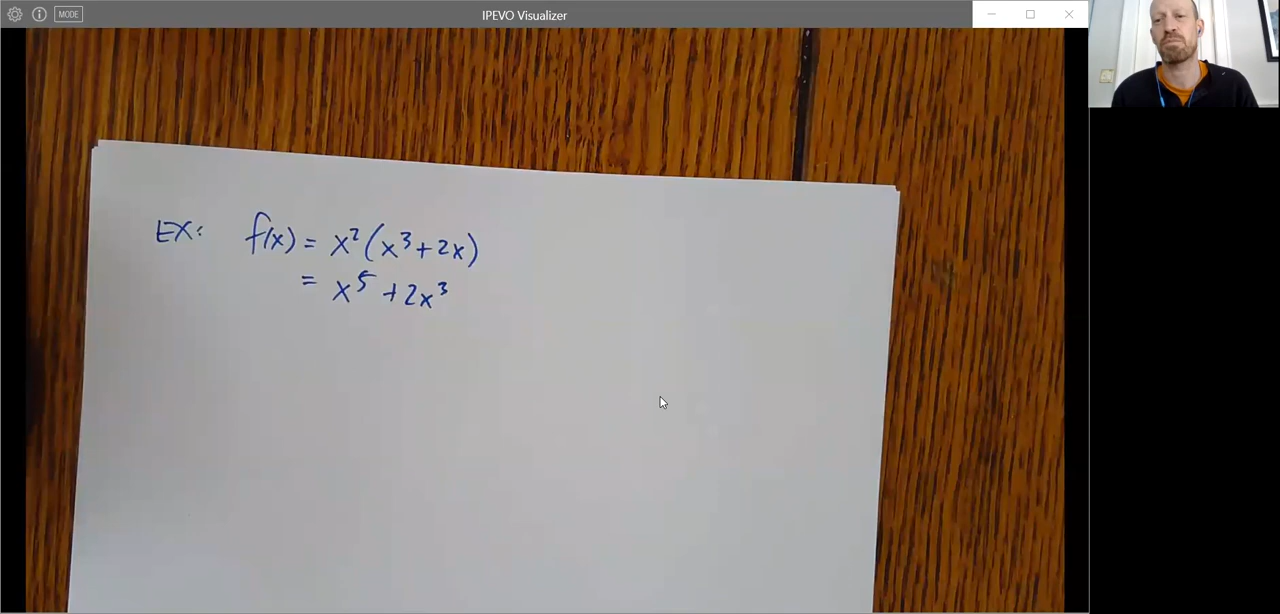 MODE
IPEVO Visualizer
EX: f(x) = x²(x³+2x)
= x⁵ +2x³